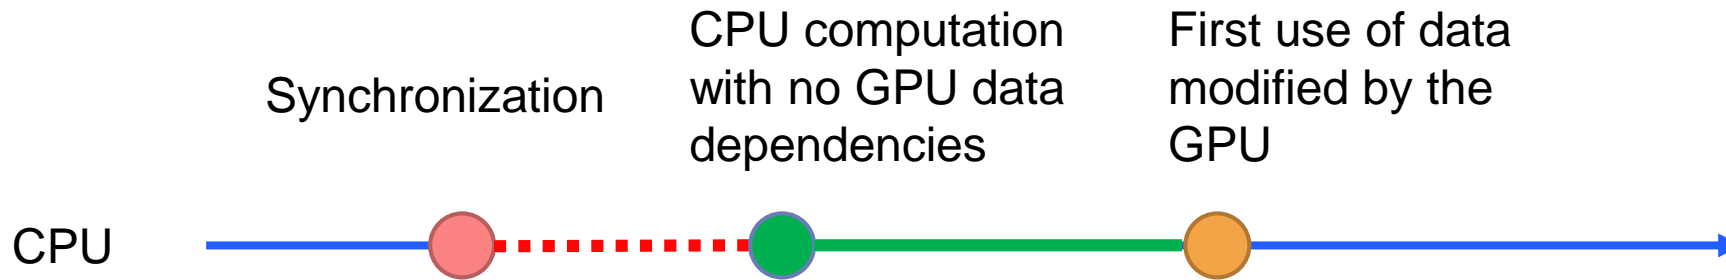 Synchronization
CPU computation
with no GPU data
dependencies
First use of data
modified by the
GPU
CPU